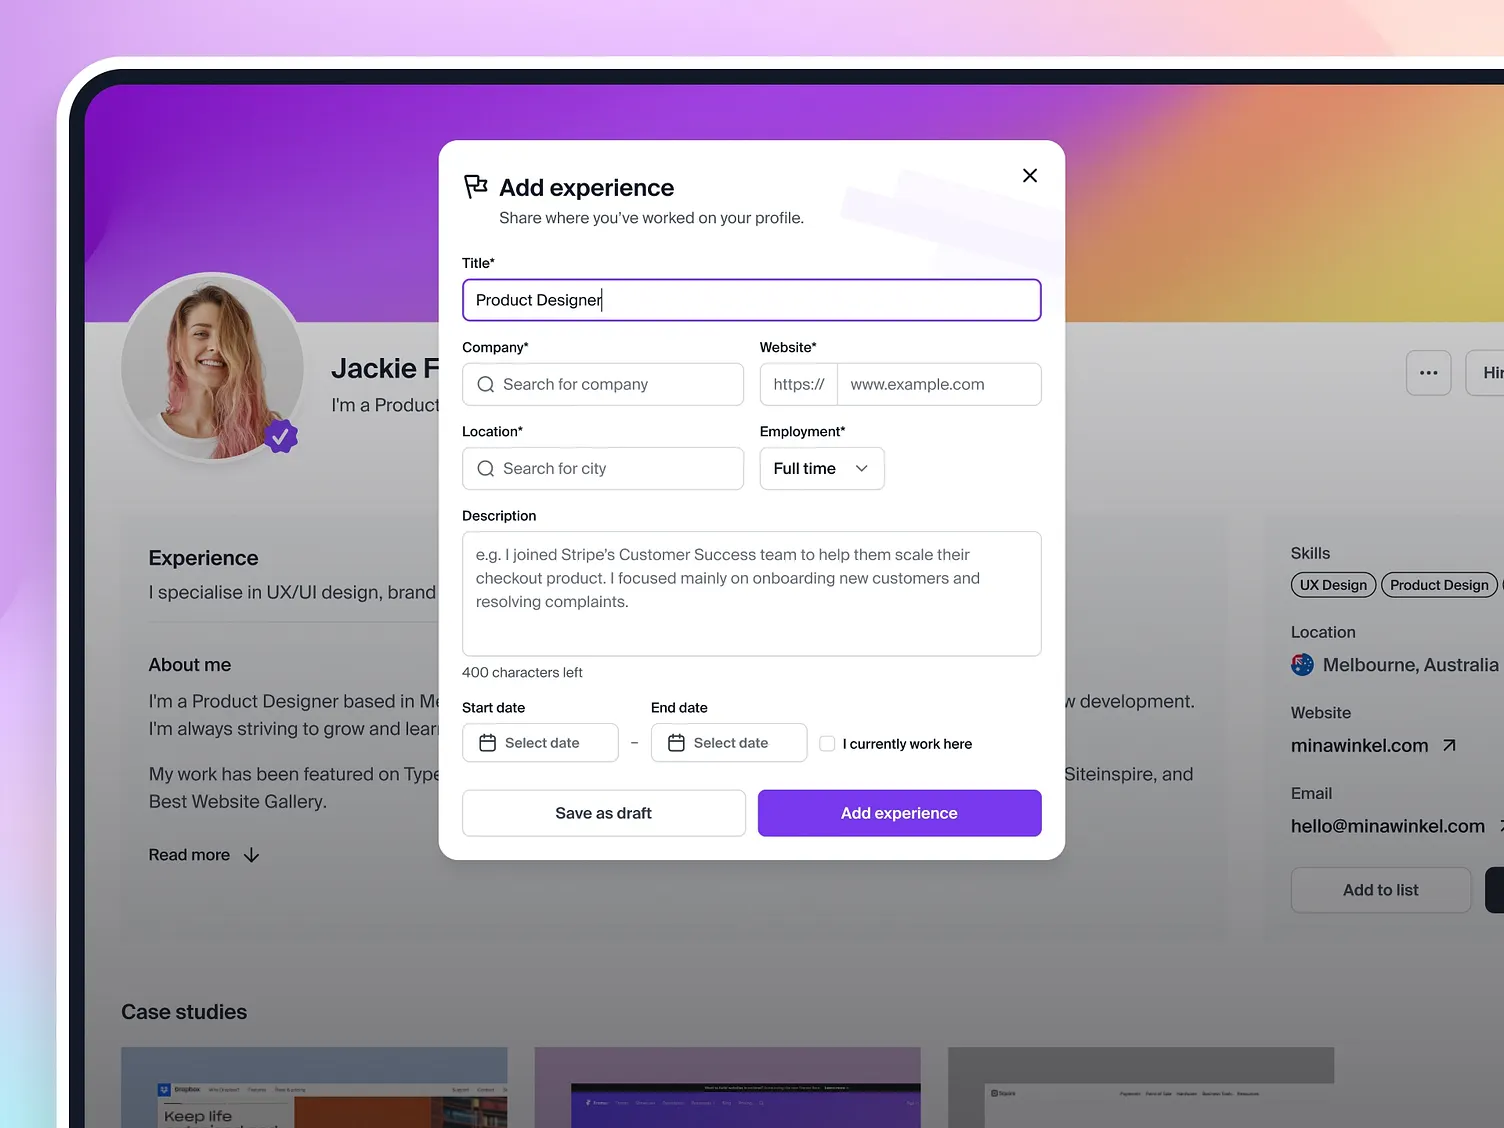 Add experience
Share where you've worked on your profile.
Title*
Product Designer
Company*
Website*
Search for company
https://
www.example.com
Location*
Employment*
Search for city
Full time
Description
e.g. I joined Stripe's Customer Success team to help them scale their
checkout product. I focused mainly on onboarding new customers and
resolving complaints.
400 characters left
Start date
End date
Select date
–
Select date
I currently work here
Save as draft
Add experience
Jackie F
I'm a Product
Experience
I specialise in UX/UI design, brand
About me
I'm a Product Designer based in Me
w development.
I'm always striving to grow and lear
My work has been featured on Type
Siteinspire, and
Best Website Gallery.
Read more
Hir
Skills
UX Design
Product Design
Location
Melbourne, Australia
Website
minawinkel.com
Email
hello@minawinkel.com
Add to list
Case studies
Dropbox
Keep life